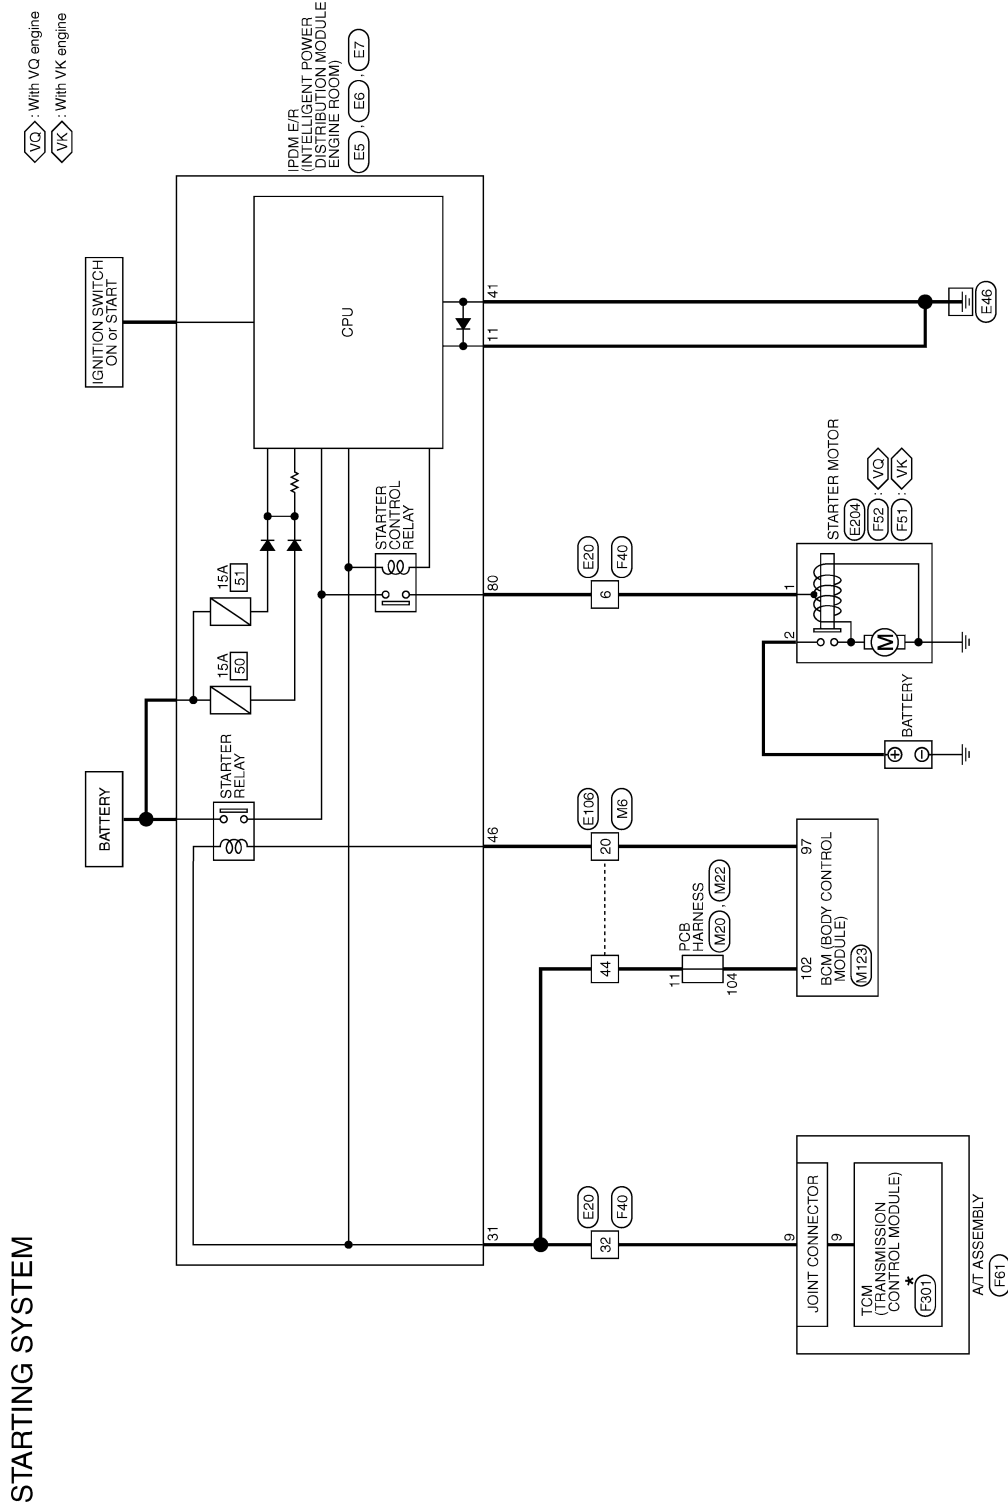 STARTING SYSTEM
VQ : With VQ engine
VK : With VK engine
IGNITION SWITCH
ON or START
BATTERY
IPDM E/R
(INTELLIGENT POWER
DISTRIBUTION MODULE
ENGINE ROOM)
E5 , E6 , E7
CPU
STARTER
RELAY
15A
50
15A
51
STARTER
CONTROL
RELAY
31
46
80
11
41
E20
F40
32
44
E106
M6
20
E20
F40
6
PCB
HARNESS
M20 , M22
11
104
9
JOINT CONNECTOR
9
TCM
(TRANSMISSION
CONTROL MODULE)
*
F301
A/T ASSEMBLY
F61
102
97
BCM (BODY CONTROL
MODULE)
M123
BATTERY
+
−
2
1
M
STARTER MOTOR
E204
F52 : VQ
F51 : VK
E46